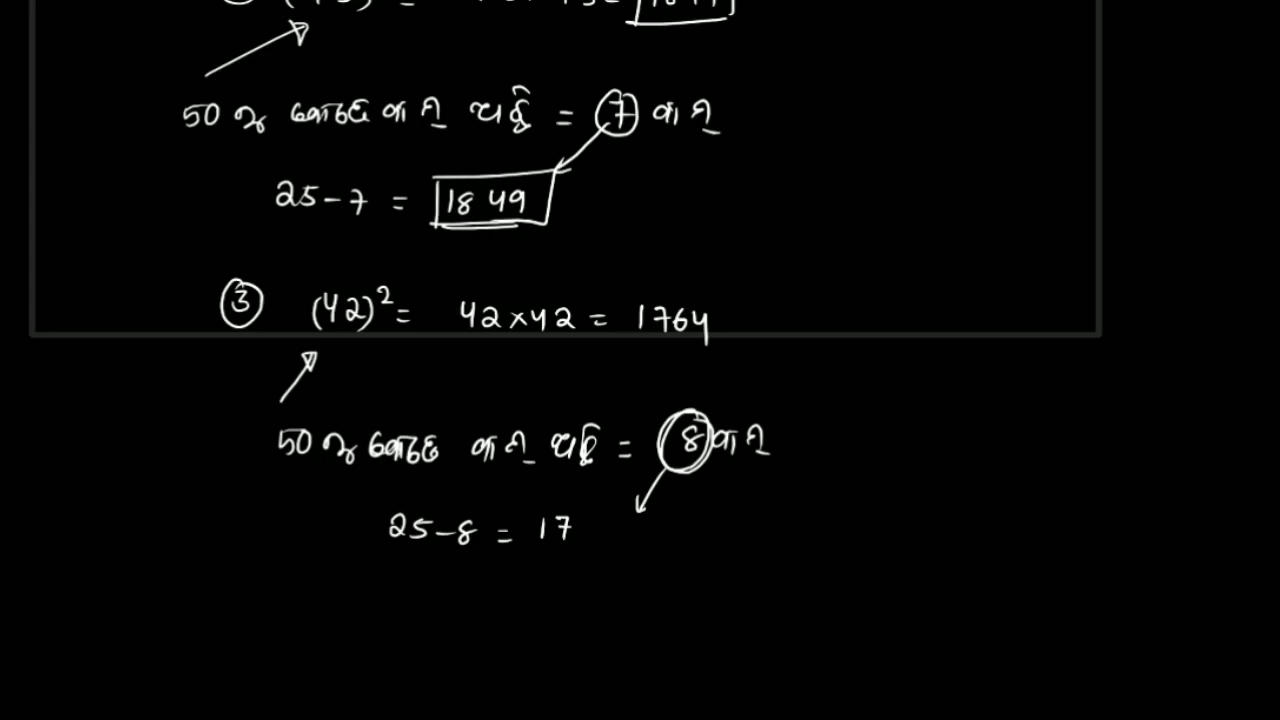 50 ରୁ କେତେ କମ୍ ଅଛି = 7 କମ୍
25 - 7 = 18 49
3 (42)² = 42 × 42 = 1764
50 ରୁ କେତେ କମ୍ ଅଛି = 8 କମ୍
25 - 8 = 17